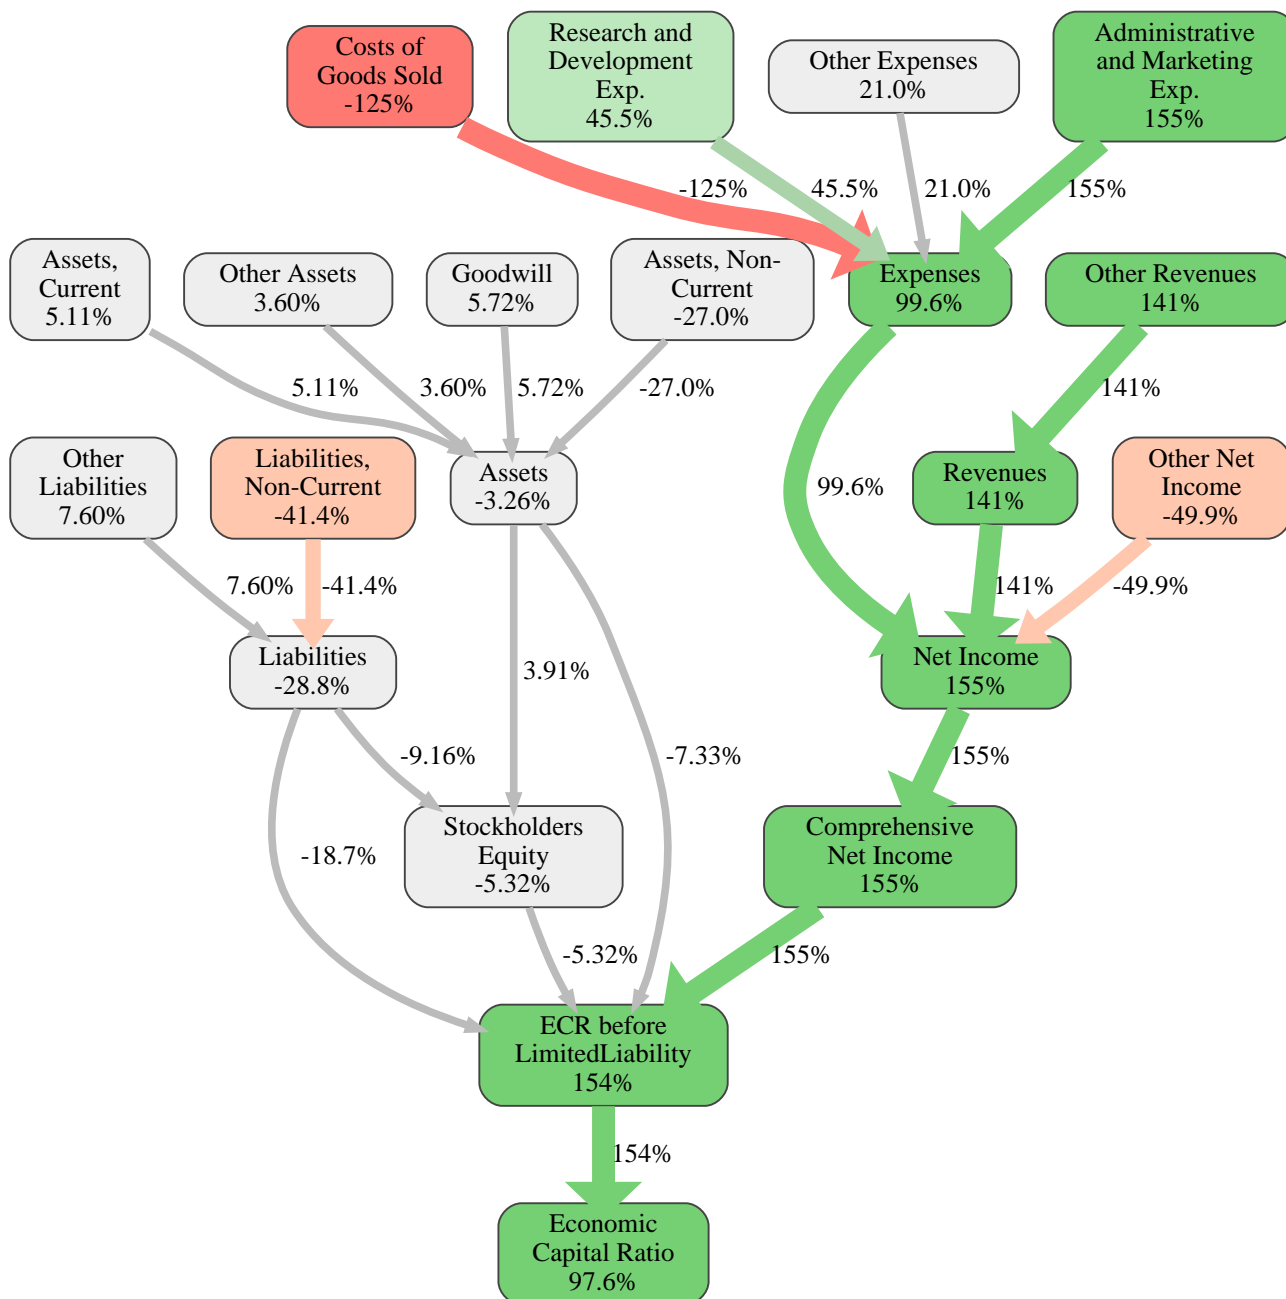 Costs of
Goods Sold
-125%
Research and
Development
Exp.
45.5%
Other Expenses
21.0%
Administrative
and Marketing
Exp.
155%
-125%
45.5%
21.0%
155%
Assets,
Current
5.11%
Other Assets
3.60%
Goodwill
5.72%
Assets, Non-
Current
-27.0%
Expenses
99.6%
Other Revenues
141%
5.11%
3.60%
5.72%
-27.0%
141%
Other
Liabilities
7.60%
Liabilities,
Non-Current
-41.4%
Assets
-3.26%
99.6%
Revenues
141%
Other Net
Income
-49.9%
7.60%
-41.4%
141%
-49.9%
Liabilities
-28.8%
3.91%
Net Income
155%
-9.16%
-7.33%
155%
-18.7%
Stockholders
Equity
-5.32%
Comprehensive
Net Income
155%
-5.32%
155%
ECR before
LimitedLiability
154%
154%
Economic
Capital Ratio
97.6%